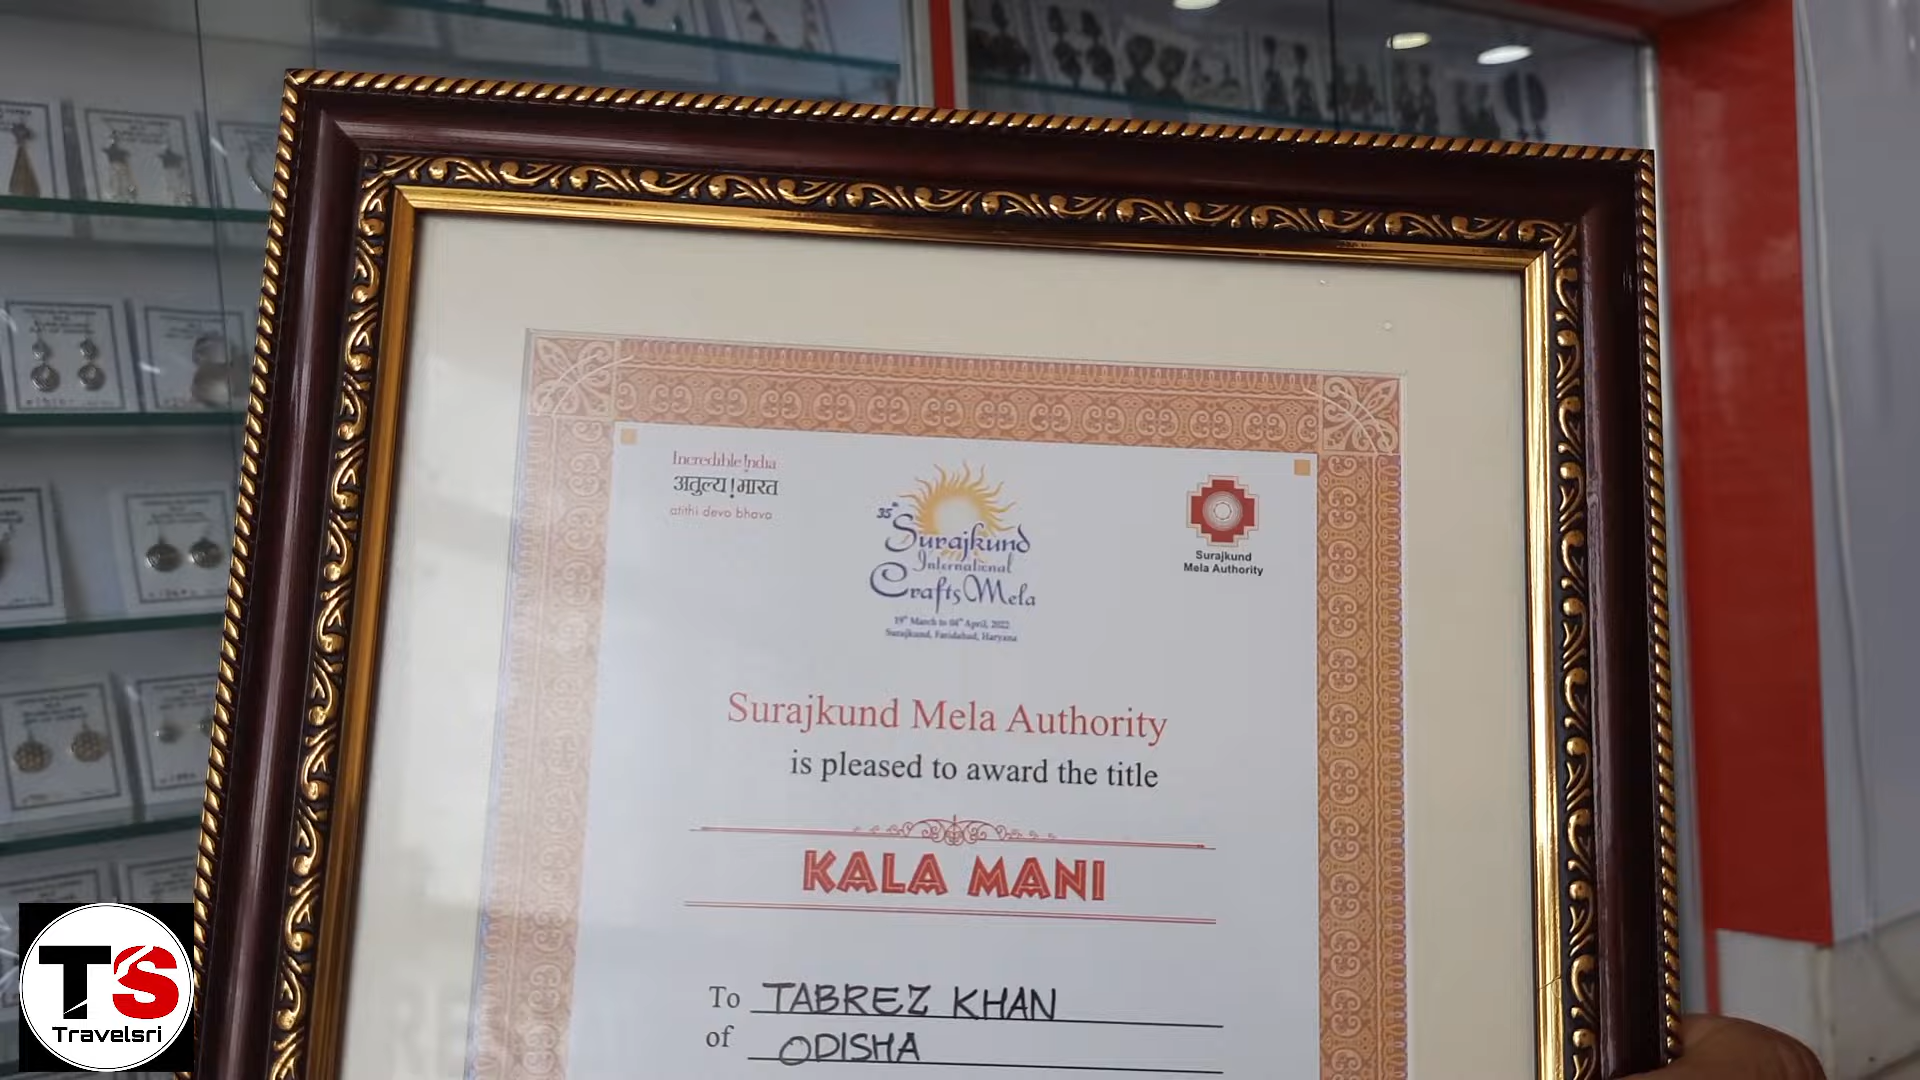 Incredible !ndia
अतुल्य ! भारत
atithi devo bhava
35th
Surajkund
International
Crafts Mela
19th March to 04th April, 2022
Surajkund, Faridabad, Haryana
Surajkund
Mela Authority
Surajkund Mela Authority
is pleased to award the title
KALA MANI
To TABREZ KHAN
of ODISHA
TS
Travelsri